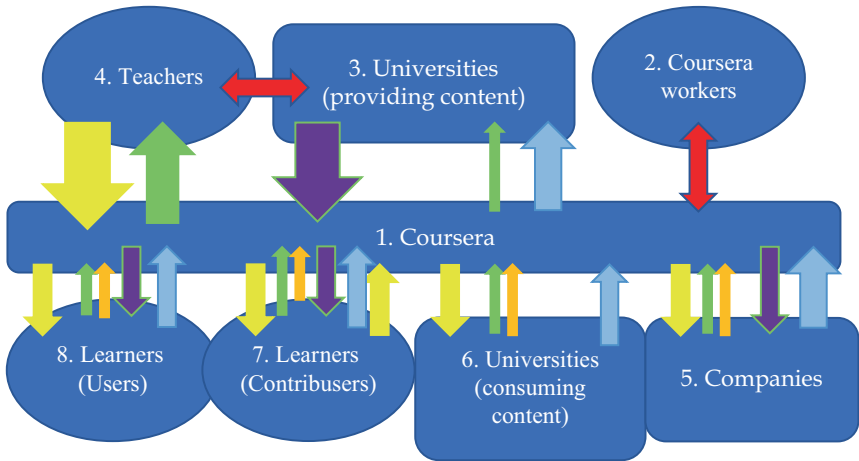 4. Teachers
3. Universities
(providing content)
2. Coursera
workers
1. Coursera
8. Learners
(Users)
7. Learners
(Contribusers)
6. Universities
(consuming
content)
5. Companies